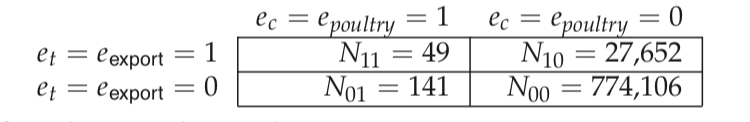 e_c = e_poultry = 1 e_c = e_poultry = 0
e_t = e_export = 1 N_11 = 49 N_10 = 27,652
e_t = e_export = 0 N_01 = 141 N_00 = 774,106